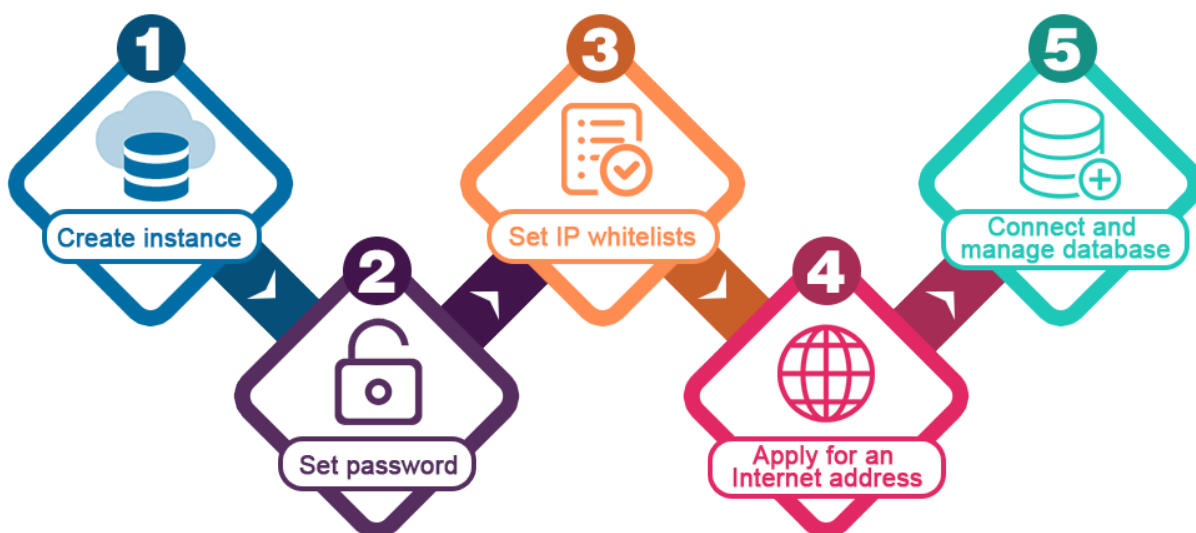 1
Create instance
2
Set password
3
Set IP whitelists
4
Apply for an
Internet address
5
Connect and
manage database